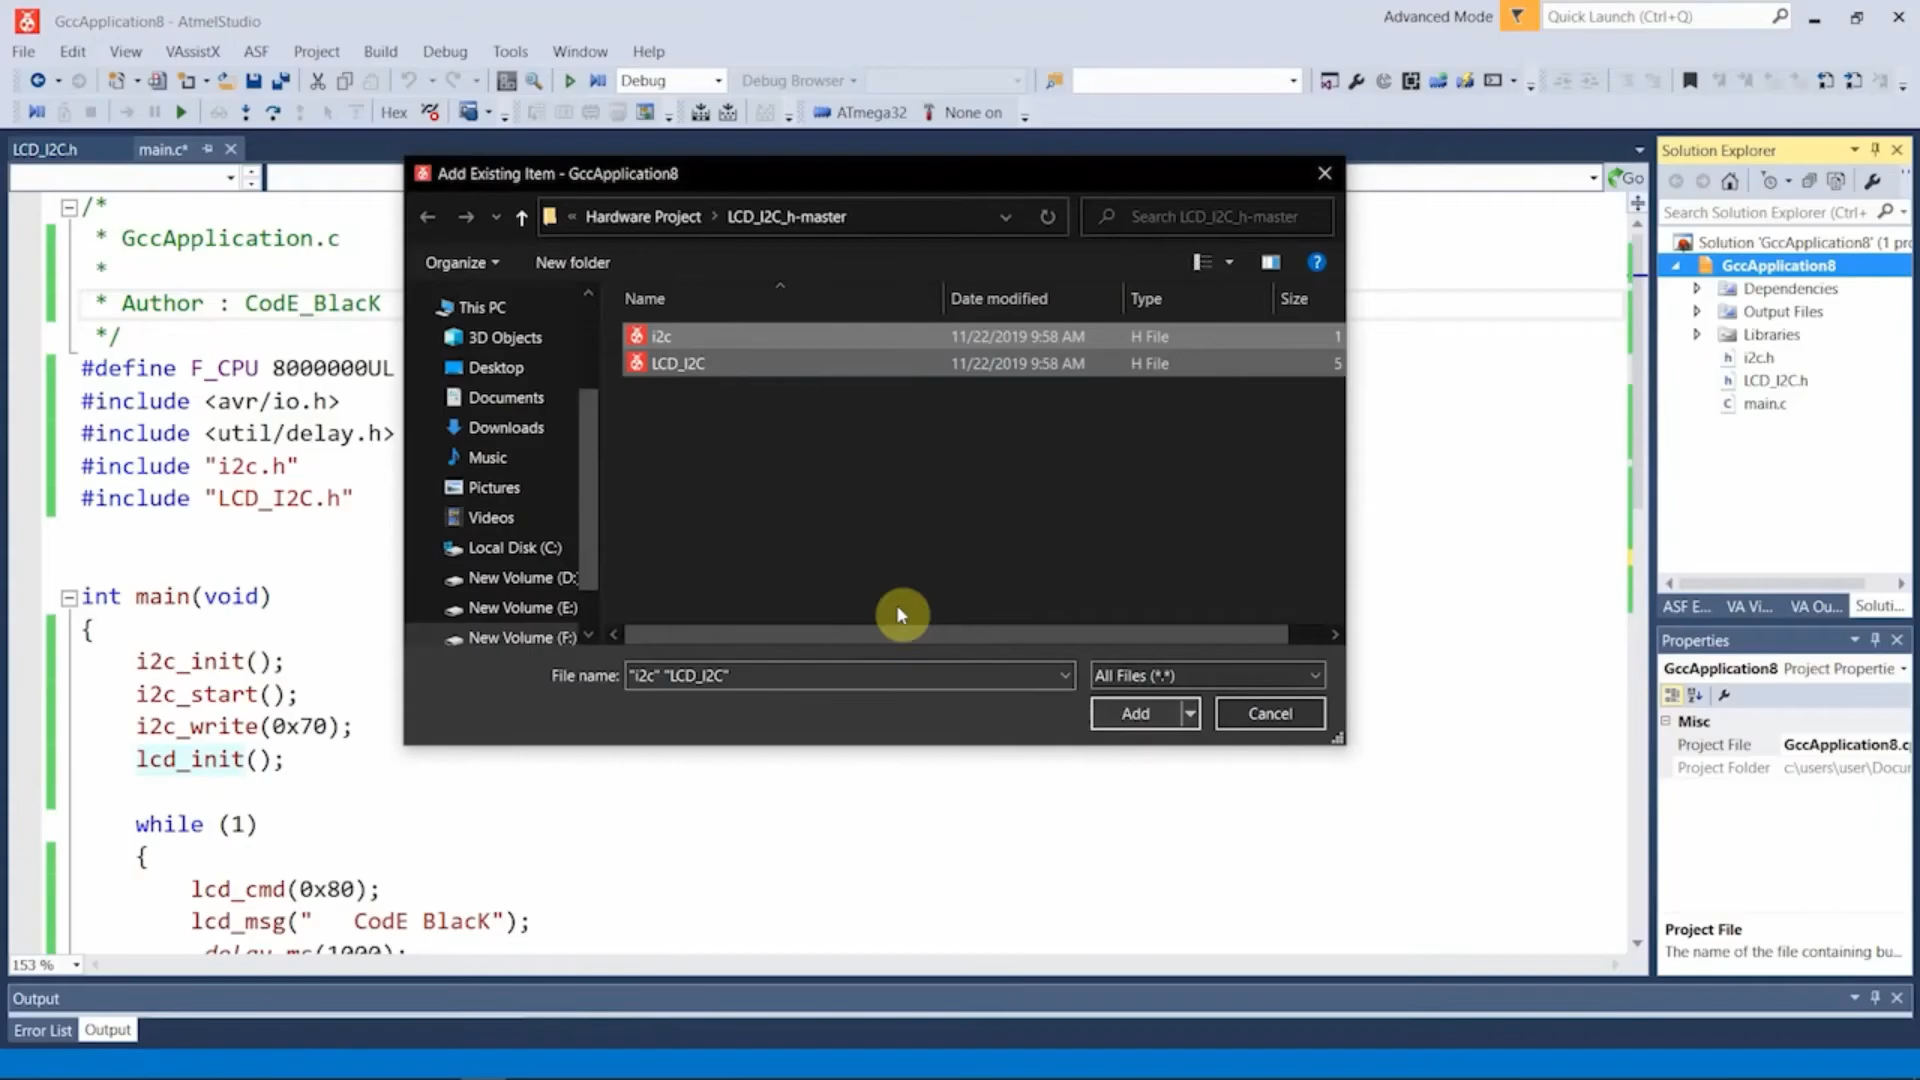 GccApplication8 - AtmelStudio
Advanced Mode
Quick Launch (Ctrl+Q)
File Edit View VAssistX ASF Project Build Debug Tools Window Help
Debug
Debug Browser
Hex
ATmega32
None on
LCD_I2C.h
main.c*
Go
/*
* GccApplication.c
*
* Author : CodE_BlacK
*/
#define F_CPU 8000000UL
#include <avr/io.h>
#include <util/delay.h>
#include "i2c.h"
#include "LCD_I2C.h"
int main(void)
{
i2c_init();
i2c_start();
i2c_write(0x70);
lcd_init();
while (1)
{
lcd_cmd(0x80);
lcd_msg("   CodE BlacK");
_delay_ms(1000);
153 %
Add Existing Item - GccApplication8
« Hardware Project > LCD_I2C_h-master
Search LCD_I2C_h-master
Organize
New folder
This PC
3D Objects
Desktop
Documents
Downloads
Music
Pictures
Videos
Local Disk (C:)
New Volume (D:
New Volume (E:)
New Volume (F:)
Name Date modified Type Size
i2c 11/22/2019 9:58 AM H File 1
LCD_I2C 11/22/2019 9:58 AM H File 5
File name: "i2c" "LCD_I2C"
All Files (*.*)
Add
Cancel
Solution Explorer
Search Solution Explorer (Ctrl+
Solution 'GccApplication8' (1 pr
GccApplication8
Dependencies
Output Files
Libraries
i2c.h
LCD_I2C.h
main.c
ASF E... VA Vi... VA Ou... Soluti...
Properties
GccApplication8 Project Propertie
Misc
Project File GccApplication8.c
Project Folder c:\users\user\Docur
Project File
The name of the file containing bu...
Output
Error List Output